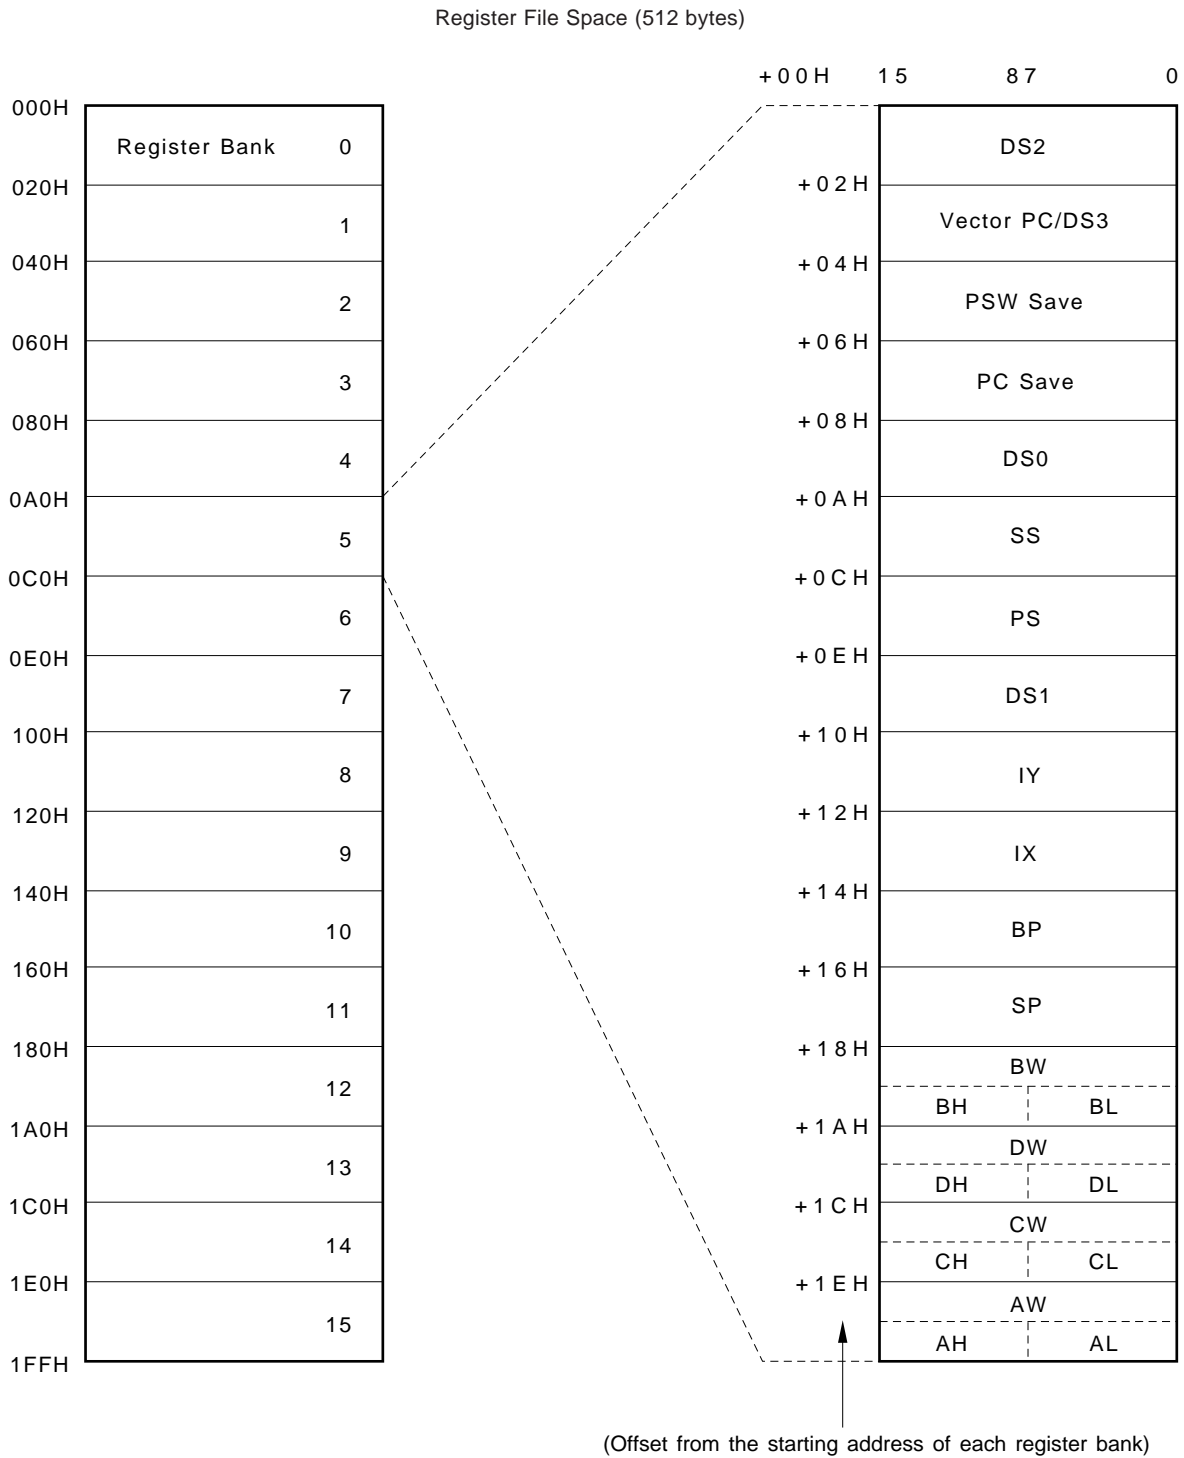 Register File Space (512 bytes)
+00H 15 87 0
000H
Register Bank 0
DS2
020H
+02H
1
Vector PC/DS3
040H
+04H
2
PSW Save
060H
+06H
3
PC Save
080H
+08H
4
DS0
0A0H
+0AH
5
SS
0C0H
+0CH
6
PS
0E0H
+0EH
7
DS1
100H
+10H
8
IY
120H
+12H
9
IX
140H
+14H
10
BP
160H
+16H
11
SP
180H
+18H
BW
12
BH BL
1A0H
+1AH
DW
13
DH DL
1C0H
+1CH
CW
14
CH CL
1E0H
+1EH
AW
15
AH AL
1FFH
(Offset from the starting address of each register bank)